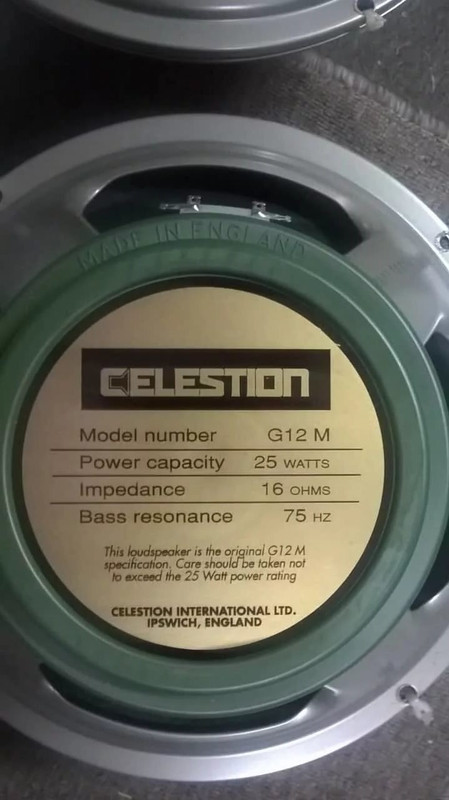 MADE IN ENGLAND
CELESTION
Model number G12 M
Power capacity 25 WATTS
Impedance 16 OHMS
Bass resonance 75 HZ
This loudspeaker is the original G12 M
specification. Care should be taken not
to exceed the 25 Watt power rating
CELESTION INTERNATIONAL LTD.
IPSWICH, ENGLAND